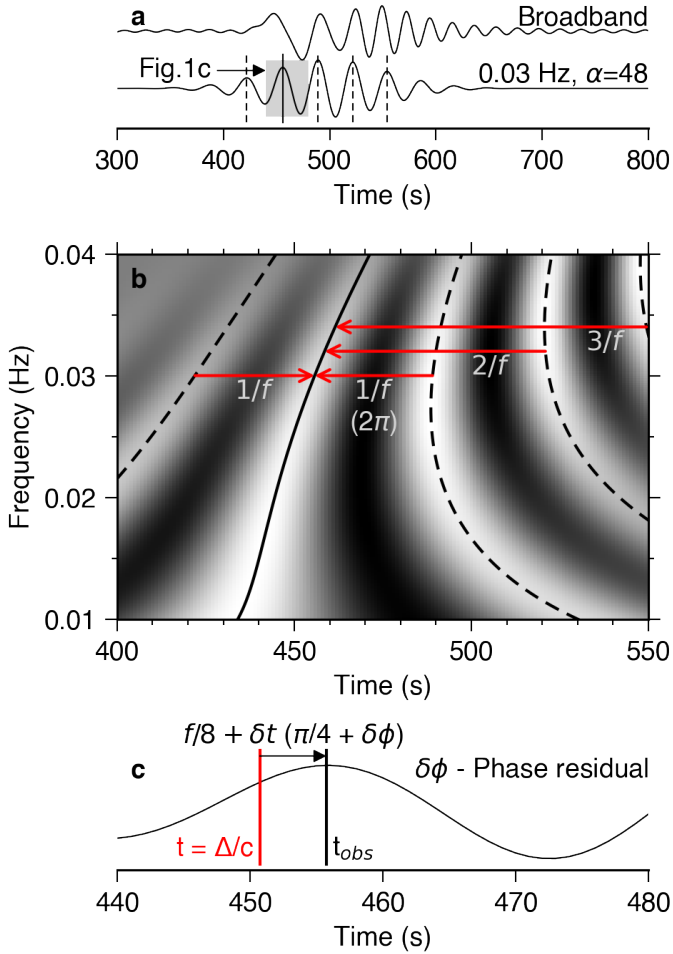 a
Broadband
Fig.1c
0.03 Hz, α=48
300 400 500 600 700 800
Time (s)
b
0.04
0.03
0.02
0.01
Frequency (Hz)
3/f
2/f
1/f
1/f
(2π)
400 450 500 550
Time (s)
f/8 + δt (π/4 + δϕ)
c
δϕ - Phase residual
t = Δ/c
tobs
440 450 460 470 480
Time (s)